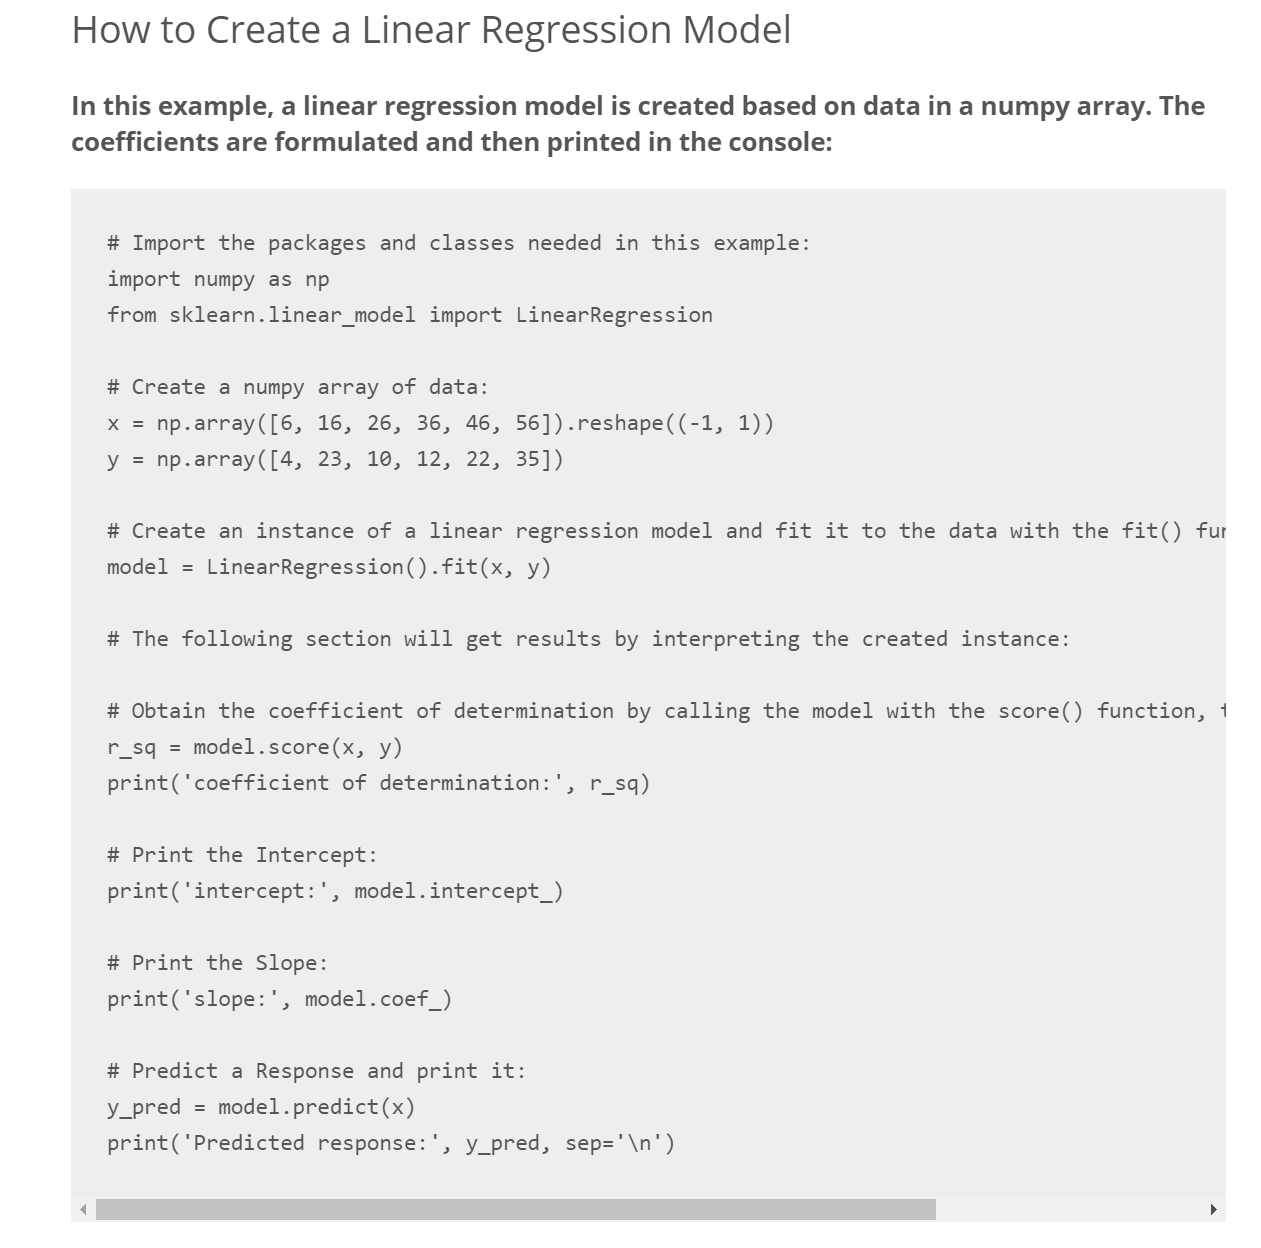 How to Create a Linear Regression Model
In this example, a linear regression model is created based on data in a numpy array. The
coefficients are formulated and then printed in the console:
# Import the packages and classes needed in this example:
import numpy as np
from sklearn.linear_model import LinearRegression
# Create a numpy array of data:
x = np.array([6, 16, 26, 36, 46, 56]).reshape((-1, 1))
y = np.array([4, 23, 10, 12, 22, 35])
# Create an instance of a linear regression model and fit it to the data with the fit()
model = LinearRegression().fit(x, y)
# The following section will get results by interpreting the created instance:
# Obtain the coefficient of determination by calling the model with the score() function,
r_sq = model.score(x, y)
print('coefficient of determination:', r_sq)
# Print the Intercept:
print('intercept:', model.intercept_)
# Print the Slope:
print('slope:', model.coef_)
# Predict a Response and print it:
y_pred = model.predict(x)
print('Predicted response:', y_pred, sep='\n')